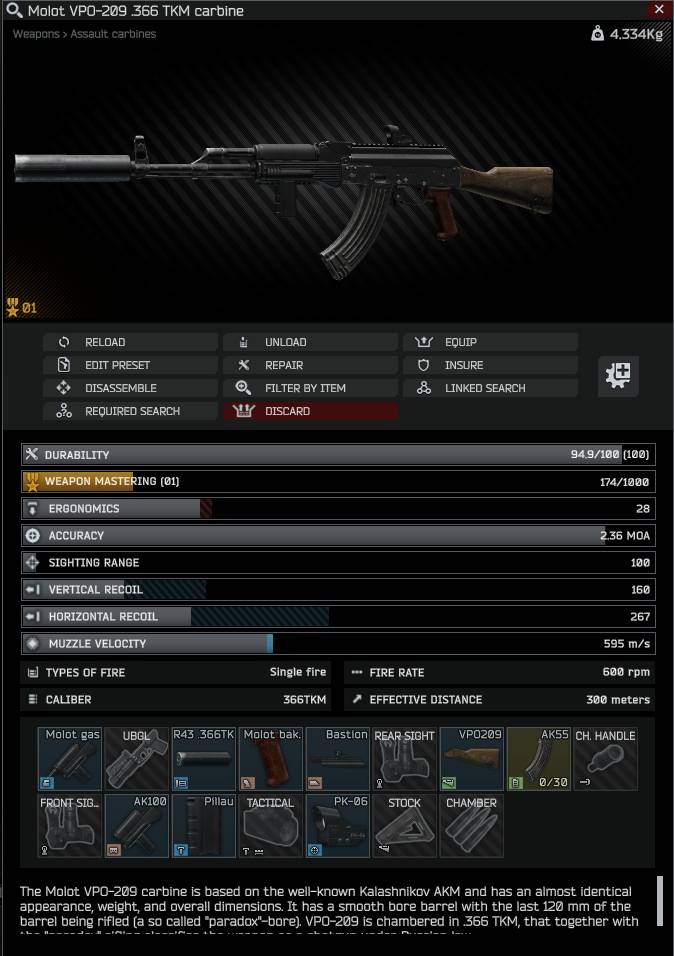 Molot VPO-209 .366 TKM carbine
Weapons > Assault carbines
4.334Kg
01
RELOAD
UNLOAD
EQUIP
EDIT PRESET
REPAIR
INSURE
DISASSEMBLE
FILTER BY ITEM
LINKED SEARCH
REQUIRED SEARCH
DISCARD
DURABILITY 94.9/100 (100)
WEAPON MASTERING (01) 174/1000
ERGONOMICS 28
ACCURACY 2.36 MOA
SIGHTING RANGE 100
VERTICAL RECOIL 160
HORIZONTAL RECOIL 267
MUZZLE VELOCITY 595 m/s
TYPES OF FIRE Single fire
FIRE RATE 600 rpm
CALIBER 366TKM
EFFECTIVE DISTANCE 300 meters
Molot gas
UBGL
R43 .366TK
Molot bak.
Bastion
REAR SIGHT
VPO209
AK55
0/30
CH. HANDLE
FRONT SIG...
AK100
Pillau
TACTICAL
PK-06
STOCK
CHAMBER
The Molot VPO-209 carbine is based on the well-known Kalashnikov AKM and has an almost identical
appearance, weight, and overall dimensions. It has a smooth bore barrel with the last 120 mm of the
barrel being rifled (a so called "paradox"-bore). VPO-209 is chambered in .366 TKM, that together with